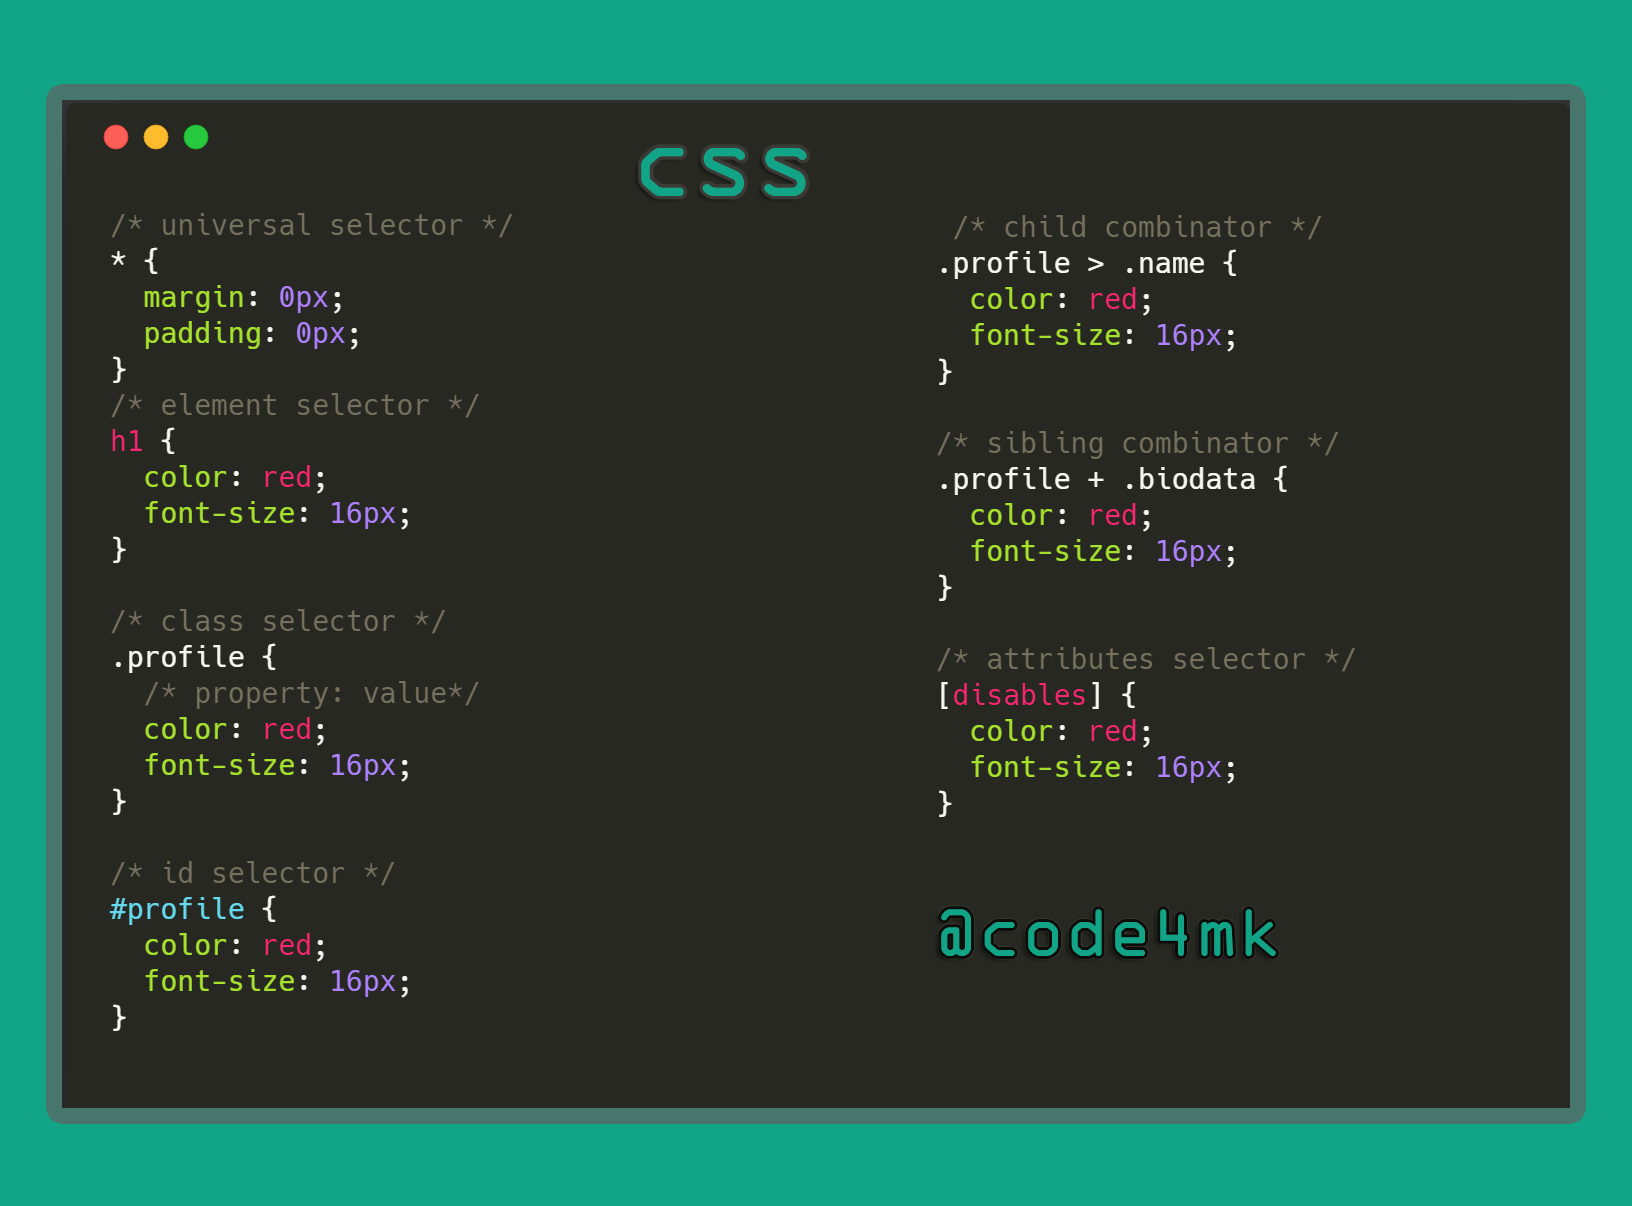 CSS
/* universal selector */
* {
  margin: 0px;
  padding: 0px;
}
/* element selector */
h1 {
  color: red;
  font-size: 16px;
}

/* class selector */
.profile {
  /* property: value*/
  color: red;
  font-size: 16px;
}

/* id selector */
#profile {
  color: red;
  font-size: 16px;
}

/* child combinator */
.profile > .name {
  color: red;
  font-size: 16px;
}

/* sibling combinator */
.profile + .biodata {
  color: red;
  font-size: 16px;
}

/* attributes selector */
[disables] {
  color: red;
  font-size: 16px;
}

@code4mk